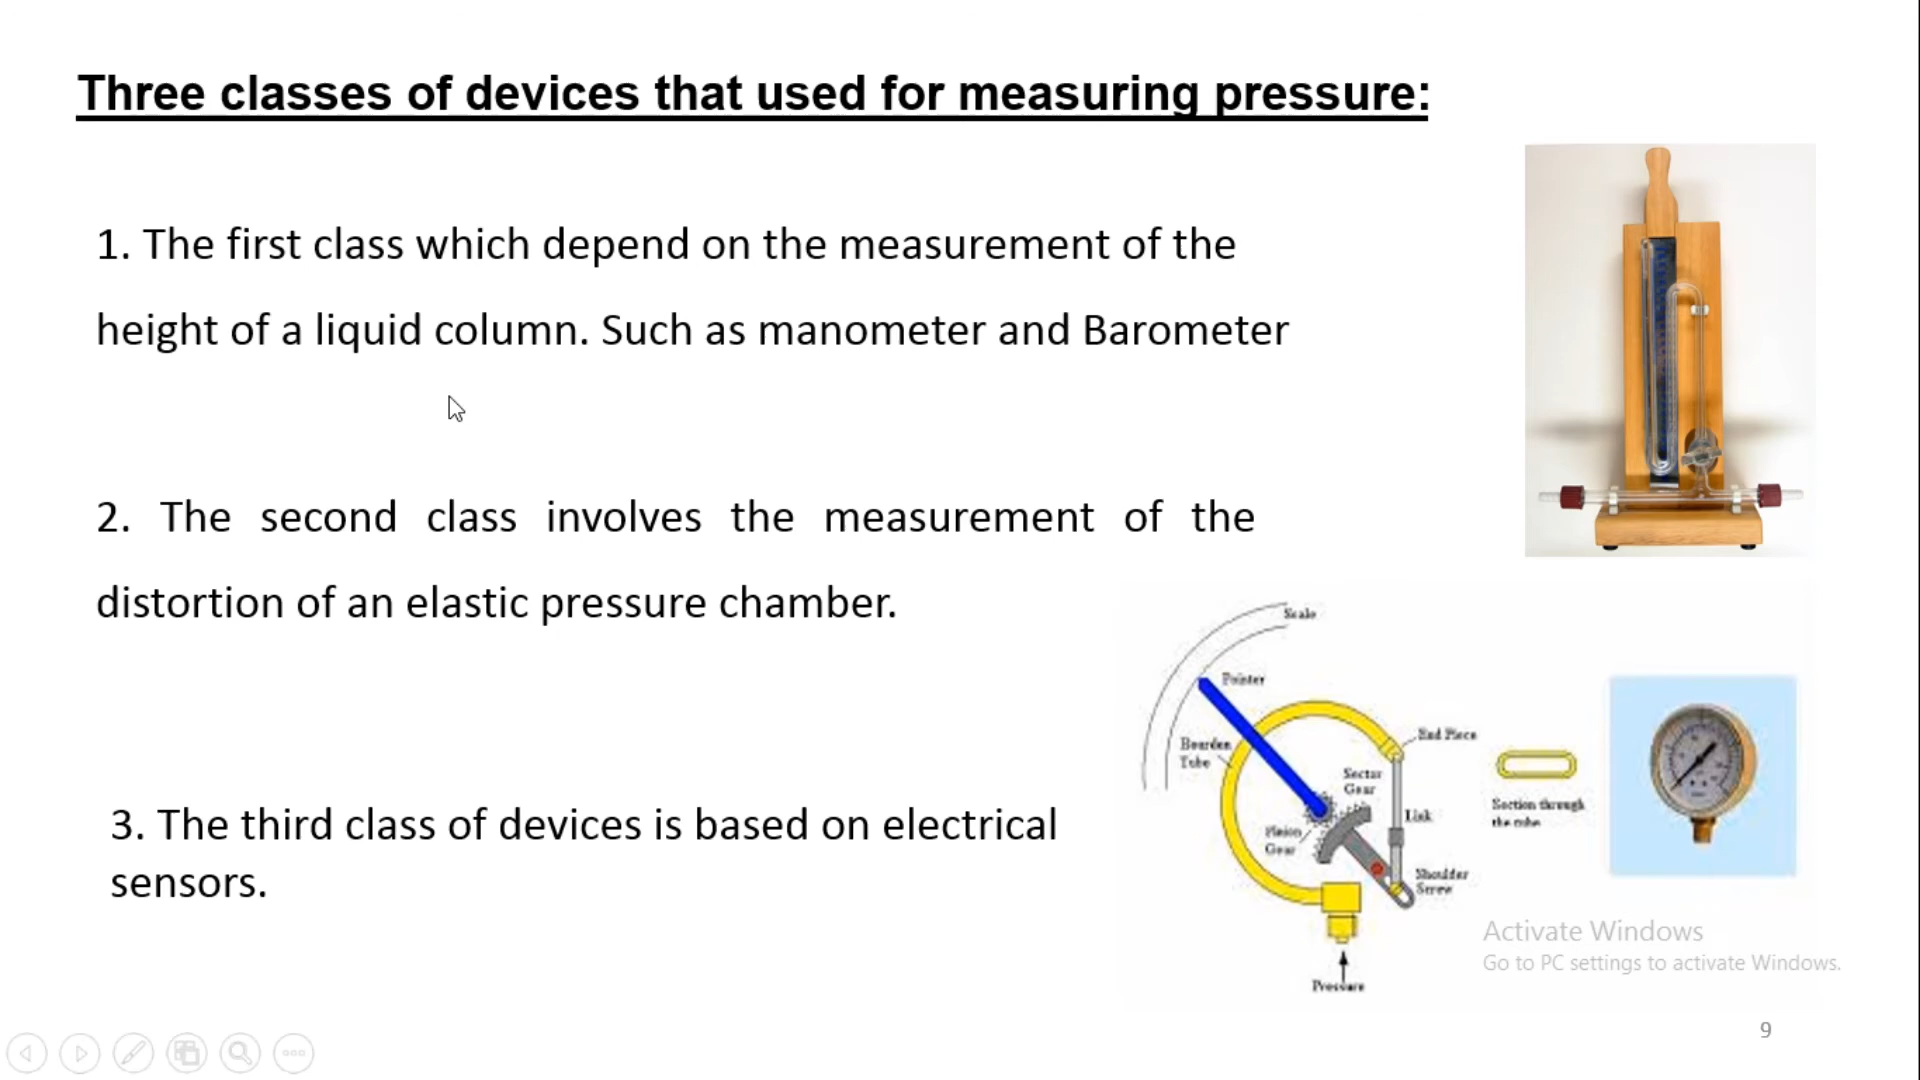 Three classes of devices that used for measuring pressure:
1. The first class which depend on the measurement of the
height of a liquid column. Such as manometer and Barometer
2. The second class involves the measurement of the
distortion of an elastic pressure chamber.
3. The third class of devices is based on electrical
sensors.
Scale
Pointer
Bourdon
Tube
End Piece
Sector
Gear
Link
Pinion
Gear
Shoulder
Screw
Pressure
Section through
the tube
Activate Windows
Go to PC settings to activate Windows.
9